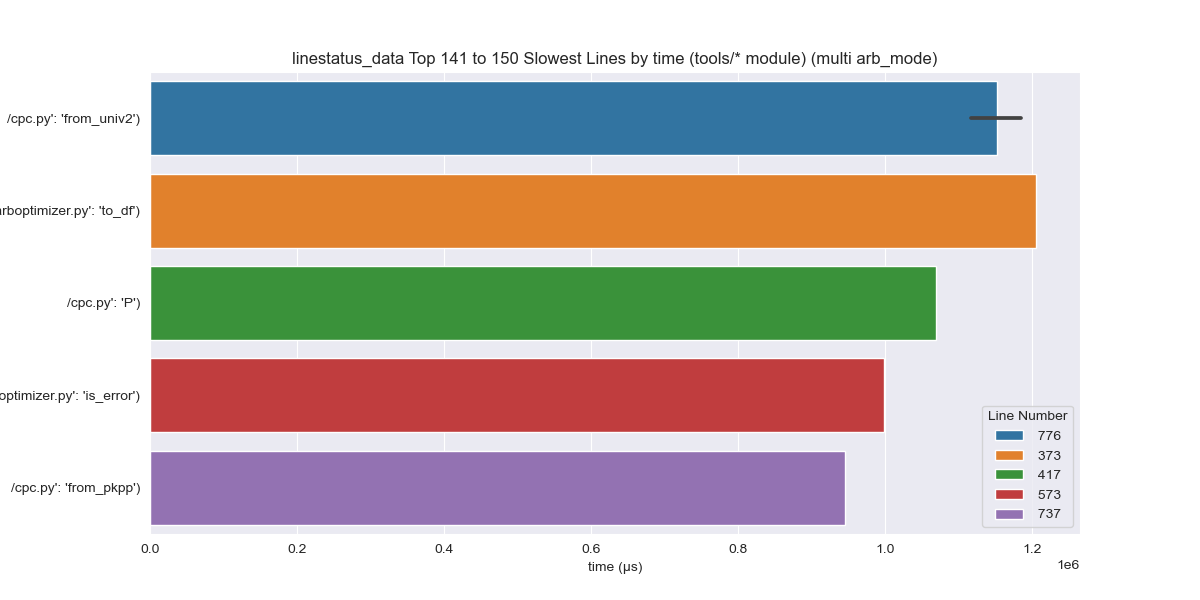 linestatus_data Top 141 to 150 Slowest Lines by time (tools/* module) (multi arb_mode)
/cpc.py': 'from_univ2')
arboptimizer.py': 'to_df')
/cpc.py': 'P')
optimizer.py': 'is_error')
/cpc.py': 'from_pkpp')
Line Number
776
373
417
573
737
0.0 0.2 0.4 0.6 0.8 1.0 1.2
1e6
time (µs)